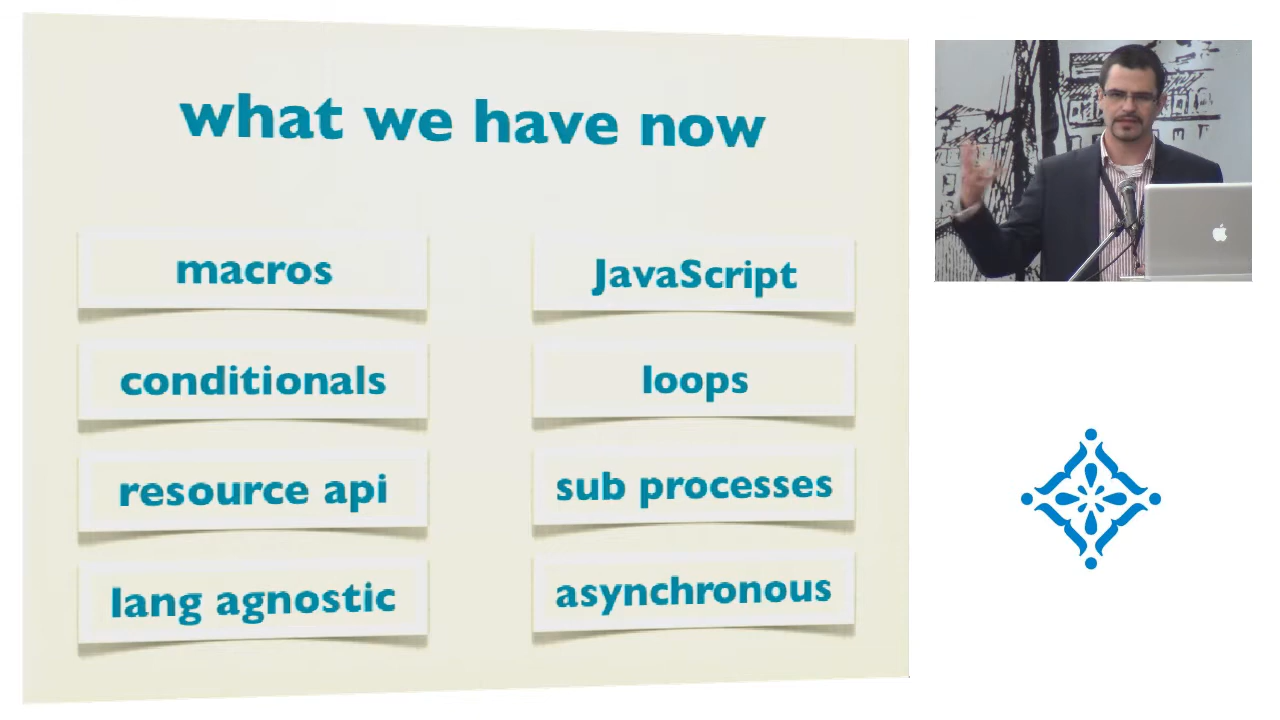 what we have now
macros
JavaScript
conditionals
loops
resource api
sub processes
lang agnostic
asynchronous